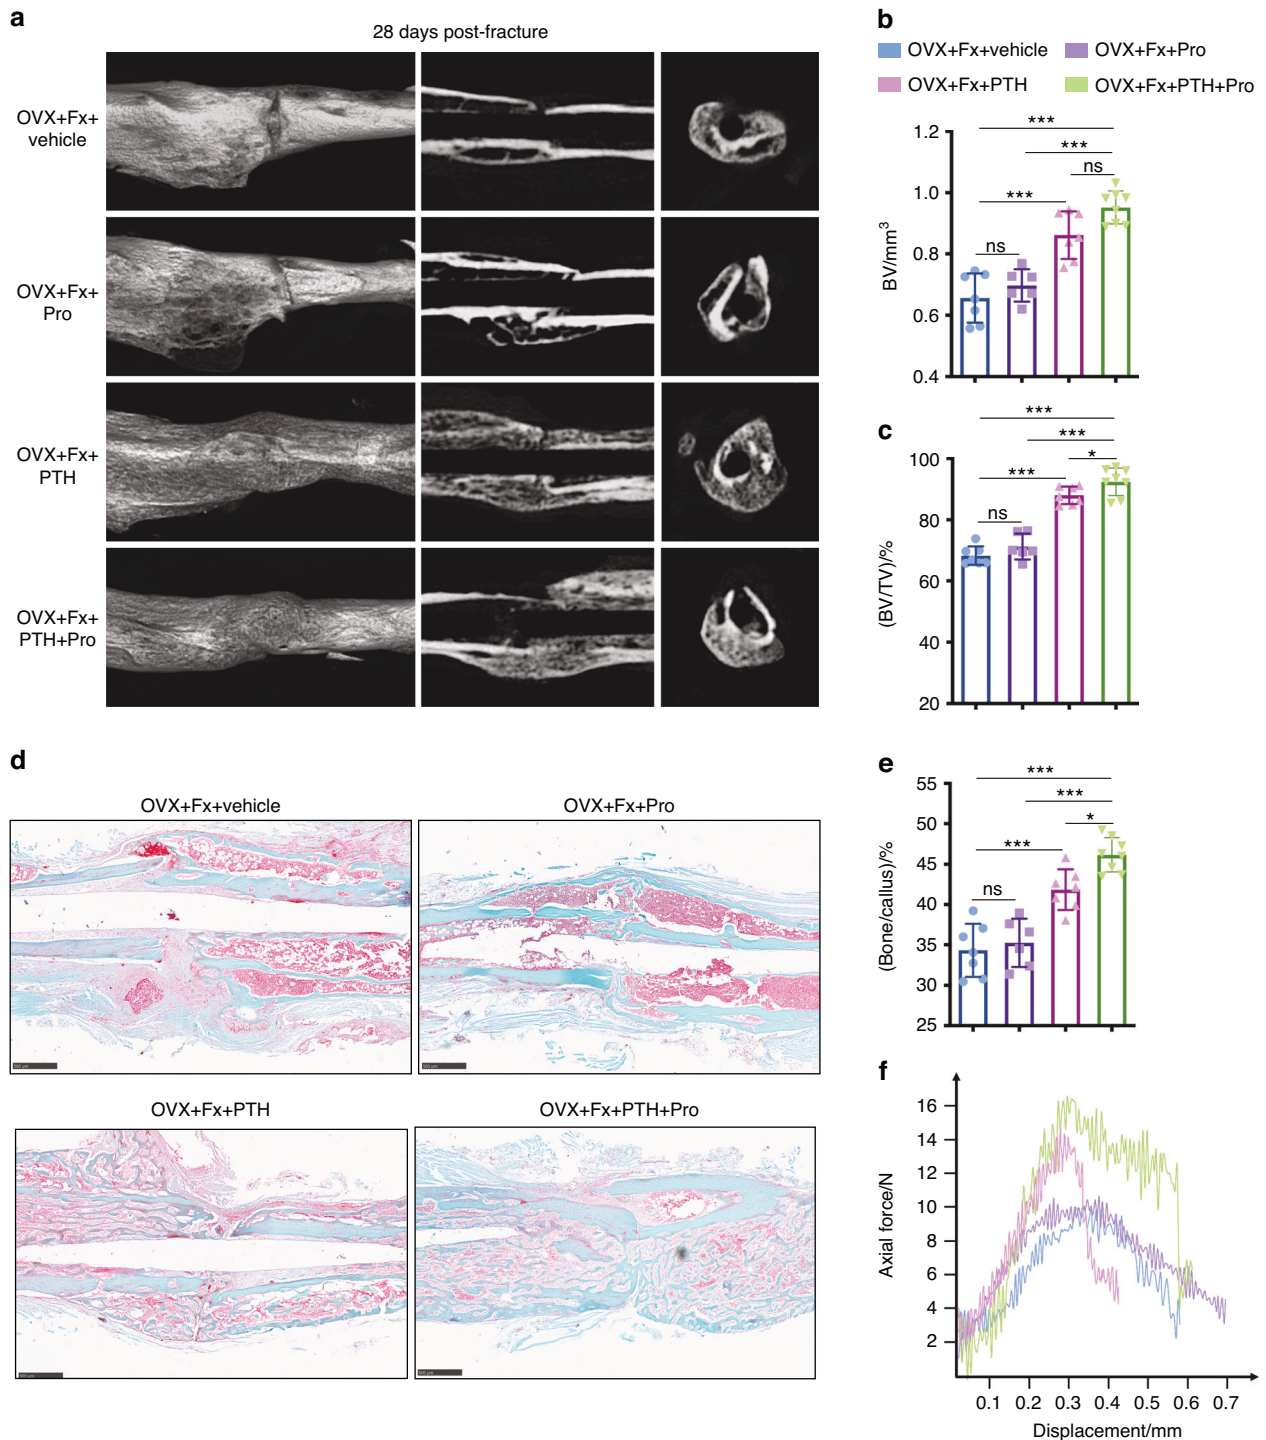 a
28 days post-fracture
OVX+Fx+
vehicle
OVX+Fx+
Pro
OVX+Fx+
PTH
OVX+Fx+
PTH+Pro
b
OVX+Fx+vehicle
OVX+Fx+Pro
OVX+Fx+PTH
OVX+Fx+PTH+Pro
BV/mm³
1.2
1.0
0.8
0.6
0.4
***
***
ns
***
ns
c
(BV/TV)/%
100
80
60
40
20
***
***
*
***
ns
d
OVX+Fx+vehicle
OVX+Fx+Pro
OVX+Fx+PTH
OVX+Fx+PTH+Pro
e
(Bone/callus)/%
55
50
45
40
35
30
25
***
***
*
***
ns
f
Axial force/N
16
14
12
10
8
6
4
2
0.1 0.2 0.3 0.4 0.5 0.6 0.7
Displacement/mm